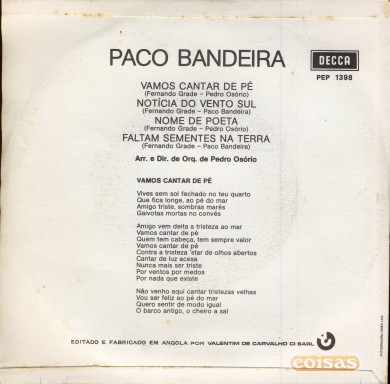 PACO BANDEIRA
DECCA
PEP 1398
VAMOS CANTAR DE PÉ
(Fernando Grade - Pedro Osório)
NOTÍCIA DO VENTO SUL
(Fernando Grade - Paco Bandeira)
NOME DE POETA
(Fernando Grade - Pedro Osório)
FALTAM SEMENTES NA TERRA
(Fernando Grade - Paco Bandeira)
Arr. e Dir. de Orq. de Pedro Osório
VAMOS CANTAR DE PÉ
Vives sem sol fechado no teu quarto
Que fica longe, ao pé do mar
Amigo triste, sombras marés
Gaivotas mortas no convés
Amigo vem deita a tristeza ao mar
Vamos cantar de pé
Quem tem cabeça, tem sempre valor
Vamos cantar de pé
Contra a tristeza 'star de olhos abertos
Cantar de luz acesa
Nunca mais ser triste
Por ventos por medos
Por nada que existe
Não venho aqui cantar tristezas velhas
Vou ser feliz ao pé do mar
Quero sentir de modo igual
O barco antigo, o cheiro a sal
EDITADO E FABRICADO EM ANGOLA POR VALENTIM DE CARVALHO CI SARL
coisas